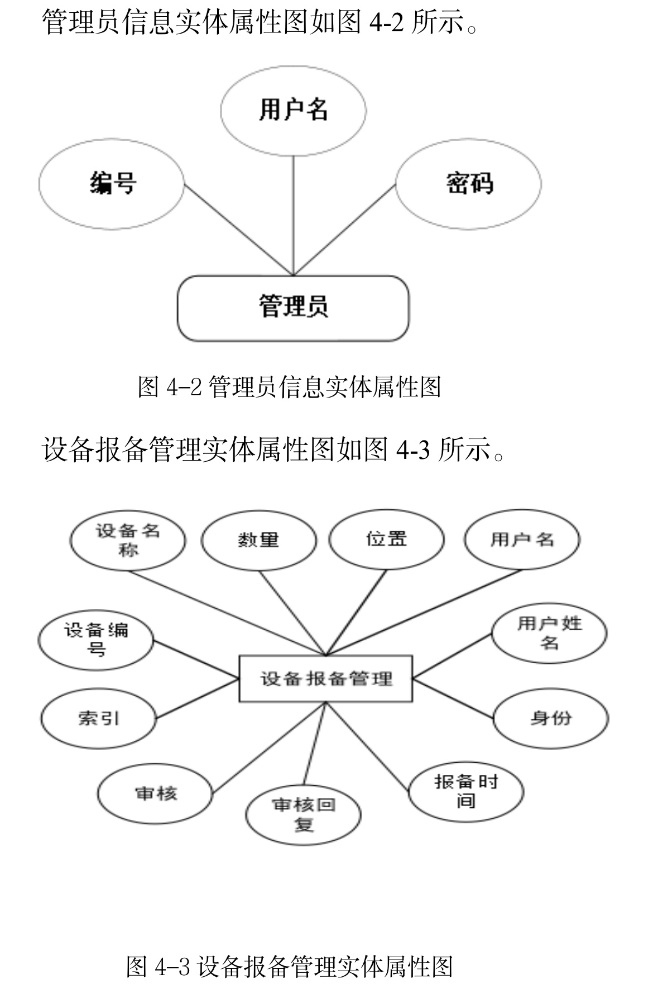 管理员信息实体属性图如图 4-2 所示。
用户名
编号
密码
管理员
图 4-2 管理员信息实体属性图
设备报备管理实体属性图如图 4-3 所示。
设备名
称
数量
位置
用户名
设备编
号
用户姓
名
设备报备管理
索引
身份
审核
审核回
复
报备时
间
图 4-3 设备报备管理实体属性图